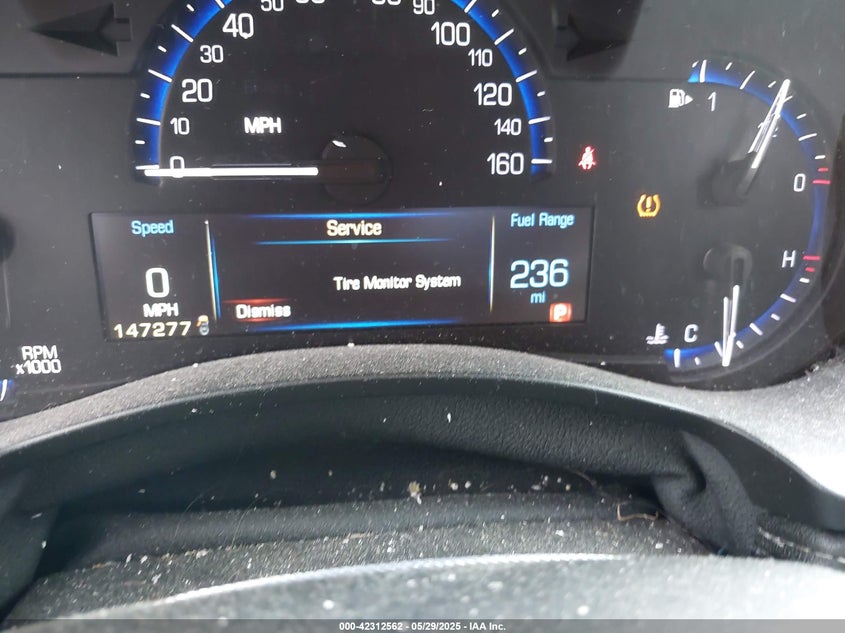 30 40
20
10
0
MPH
90
100
110
120
140
160
1
0
H
C
Speed
0
MPH
147277
Service
Tire Monitor System
Dismiss
Fuel Range
236
mi
P
RPM
x1000
000-42312562 - 05/29/2025 - IAA Inc.